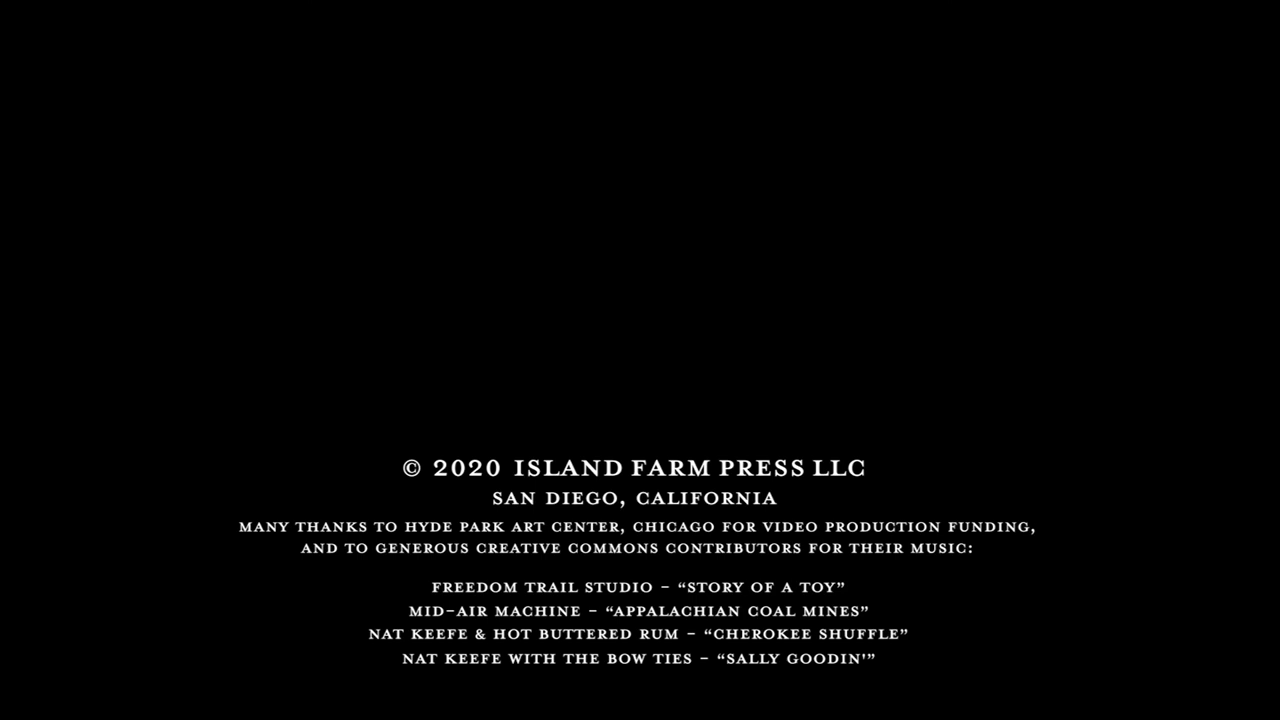 © 2020 ISLAND FARM PRESS LLC
SAN DIEGO, CALIFORNIA
MANY THANKS TO HYDE PARK ART CENTER, CHICAGO FOR VIDEO PRODUCTION FUNDING,
AND TO GENEROUS CREATIVE COMMONS CONTRIBUTORS FOR THEIR MUSIC:
FREEDOM TRAIL STUDIO - “STORY OF A TOY”
MID-AIR MACHINE - “APPALACHIAN COAL MINES”
NAT KEEFE & HOT BUTTERED RUM - “CHEROKEE SHUFFLE”
NAT KEEFE WITH THE BOW TIES - “SALLY GOODIN'”